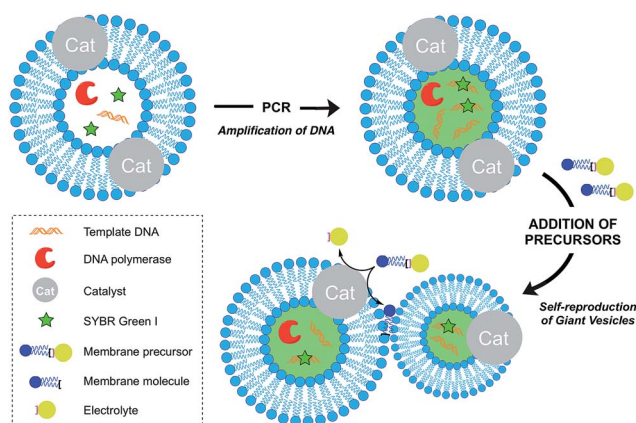 Cat
Cat
PCR
Amplification of DNA
Cat
Cat
ADDITION OF
PRECURSORS
Self-reproduction
of Giant Vesicles
Cat
Cat
Template DNA
DNA polymerase
Cat
Catalyst
SYBR Green I
Membrane precursor
Membrane molecule
Electrolyte